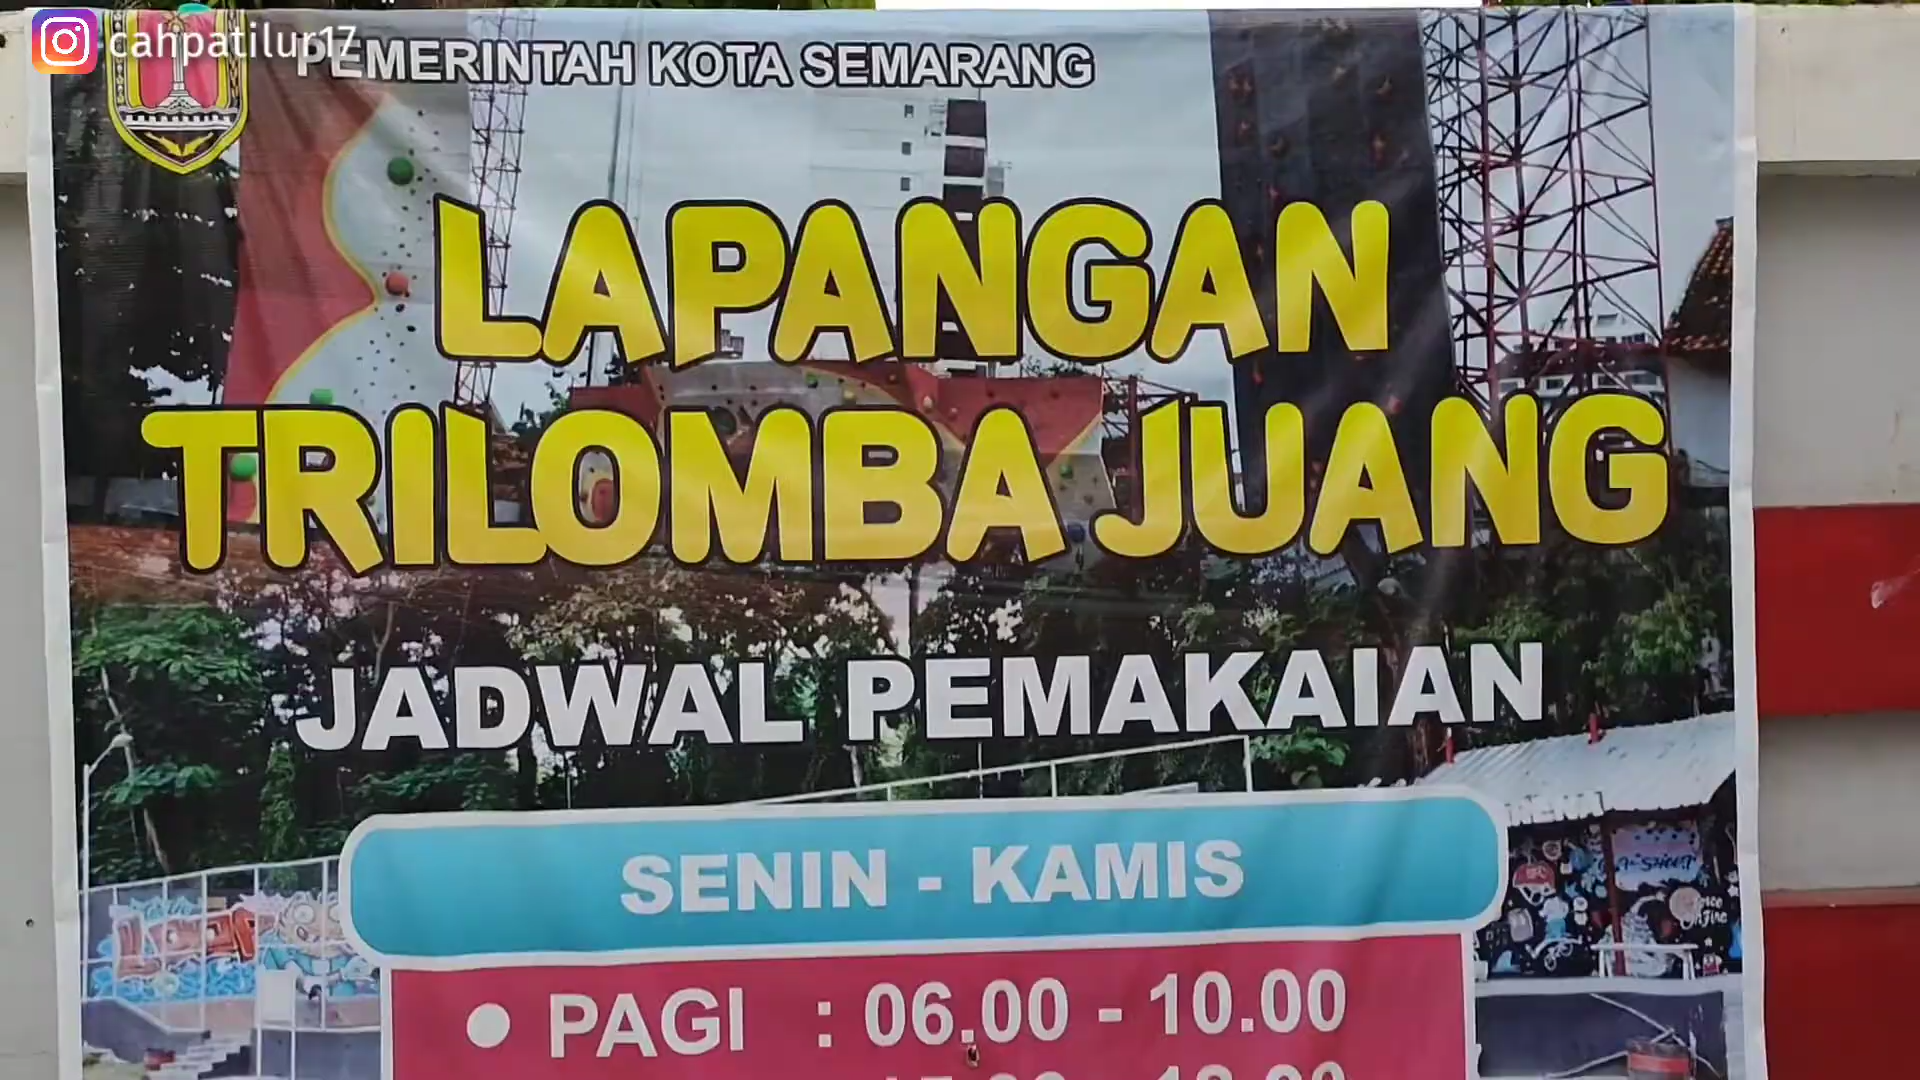 cahpatilur17
PEMERINTAH KOTA SEMARANG
LAPANGAN
TRILOMBA JUANG
JADWAL PEMAKAIAN
SENIN - KAMIS
• PAGI : 06.00 - 10.00